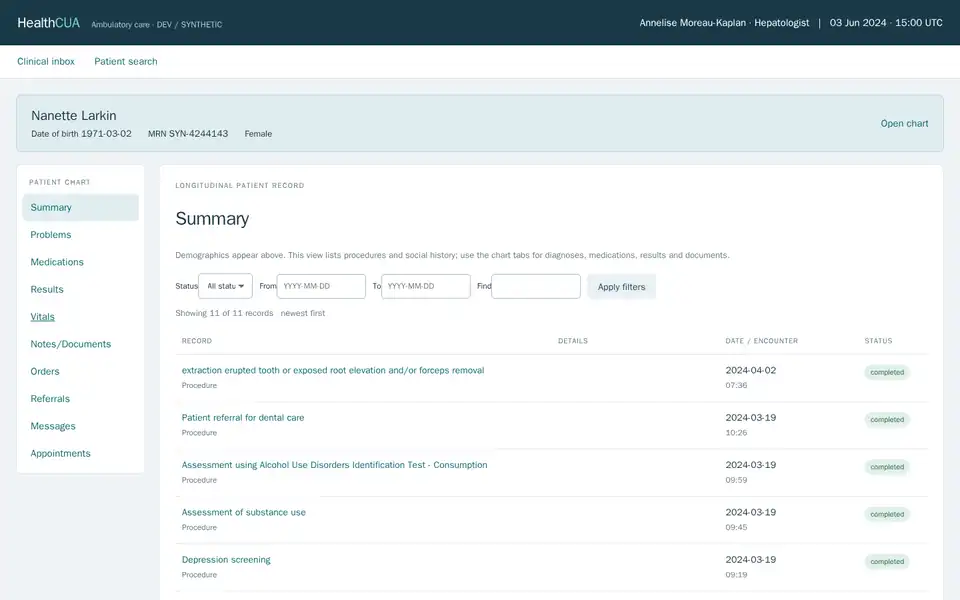 HealthCUA Ambulatory care · DEV / SYNTHETIC
Annelise Moreau-Kaplan · Hepatologist | 03 Jun 2024 · 15:00 UTC
Clinical inbox Patient search
Nanette Larkin
Date of birth 1971-03-02 MRN SYN-4244143 Female
Open chart
PATIENT CHART
Summary
Problems
Medications
Results
Vitals
Notes/Documents
Orders
Referrals
Messages
Appointments
LONGITUDINAL PATIENT RECORD
Summary
Demographics appear above. This view lists procedures and social history; use the chart tabs for diagnoses, medications, results and documents.
Status All statu From YYYY-MM-DD To YYYY-MM-DD Find Apply filters
Showing 11 of 11 records newest first
RECORD DETAILS DATE / ENCOUNTER STATUS
extraction erupted tooth or exposed root elevation and/or forceps removal 2024-04-02 completed
Procedure 07:36
Patient referral for dental care 2024-03-19 completed
Procedure 10:26
Assessment using Alcohol Use Disorders Identification Test - Consumption 2024-03-19 completed
Procedure 09:59
Assessment of substance use 2024-03-19 completed
Procedure 09:45
Depression screening 2024-03-19 completed
Procedure 09:19